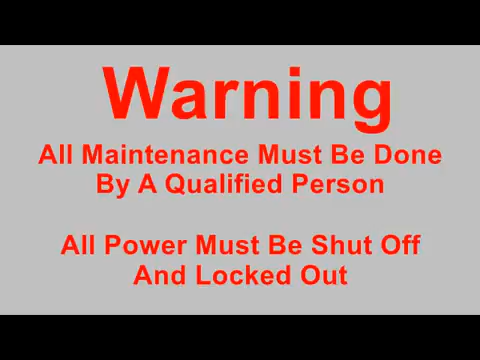 Warning
All Maintenance Must Be Done
By A Qualified Person
All Power Must Be Shut Off
And Locked Out